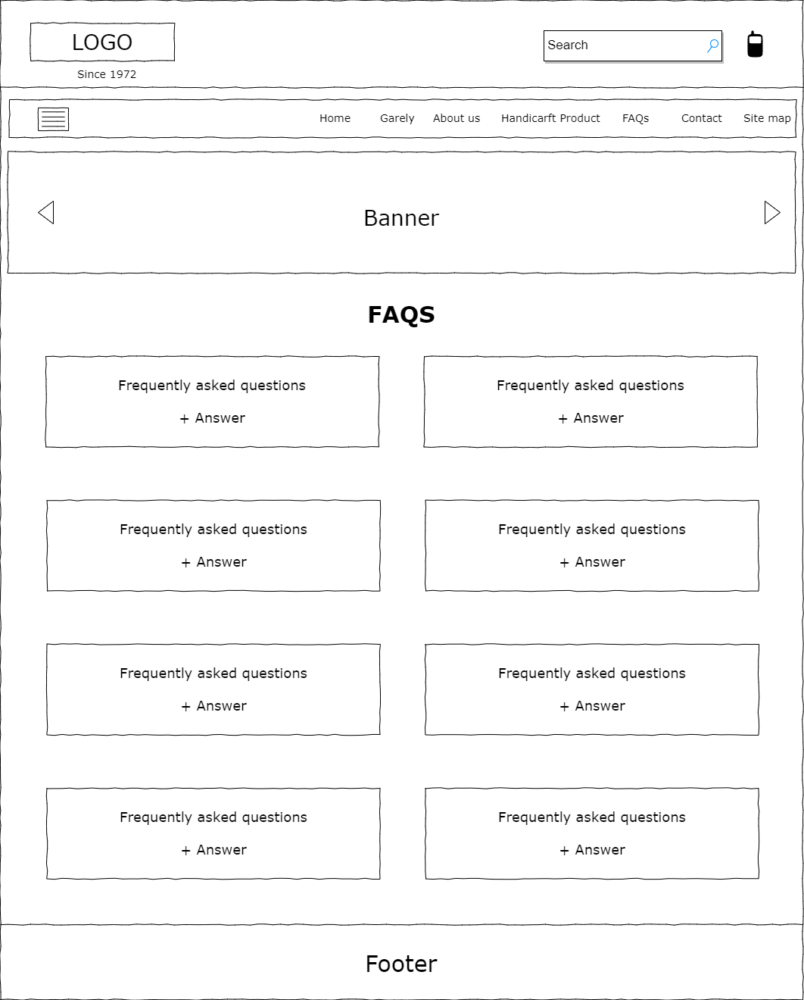 LOGO
Since 1972
Search
Home Garely About us Handicarft Product FAQs Contact Site map
Banner
FAQS
Frequently asked questions
+ Answer
Frequently asked questions
+ Answer
Frequently asked questions
+ Answer
Frequently asked questions
+ Answer
Frequently asked questions
+ Answer
Frequently asked questions
+ Answer
Frequently asked questions
+ Answer
Frequently asked questions
+ Answer
Footer